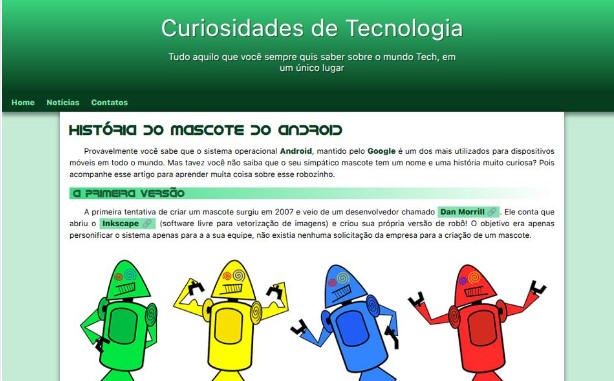 Curiosidades de Tecnologia
Tudo aquilo que você sempre quis saber sobre o mundo Tech, em
um único lugar
Home Notícias Contatos
História do Mascote do Android
Provavelmente você sabe que o sistema operacional Android, mantido pelo Google é um dos mais utilizados para dispositivos
móveis em todo o mundo. Mas tavez você não saiba que o seu simpático mascote tem um nome e uma história muito curiosa? Pois
acompanhe esse artigo para aprender muita coisa sobre esse robozinho.
A primeira versão
A primeira tentativa de criar um mascote surgiu em 2007 e veio de um desenvolvedor chamado Dan Morrill. Ele conta que
abriu o Inkscape (software livre para vetorização de imagens) e criou sua própria versão de robô! O objetivo era apenas
personificar o sistema apenas para a a sua equipe, não existia nenhuma solicitação da empresa para a criação de um mascote.